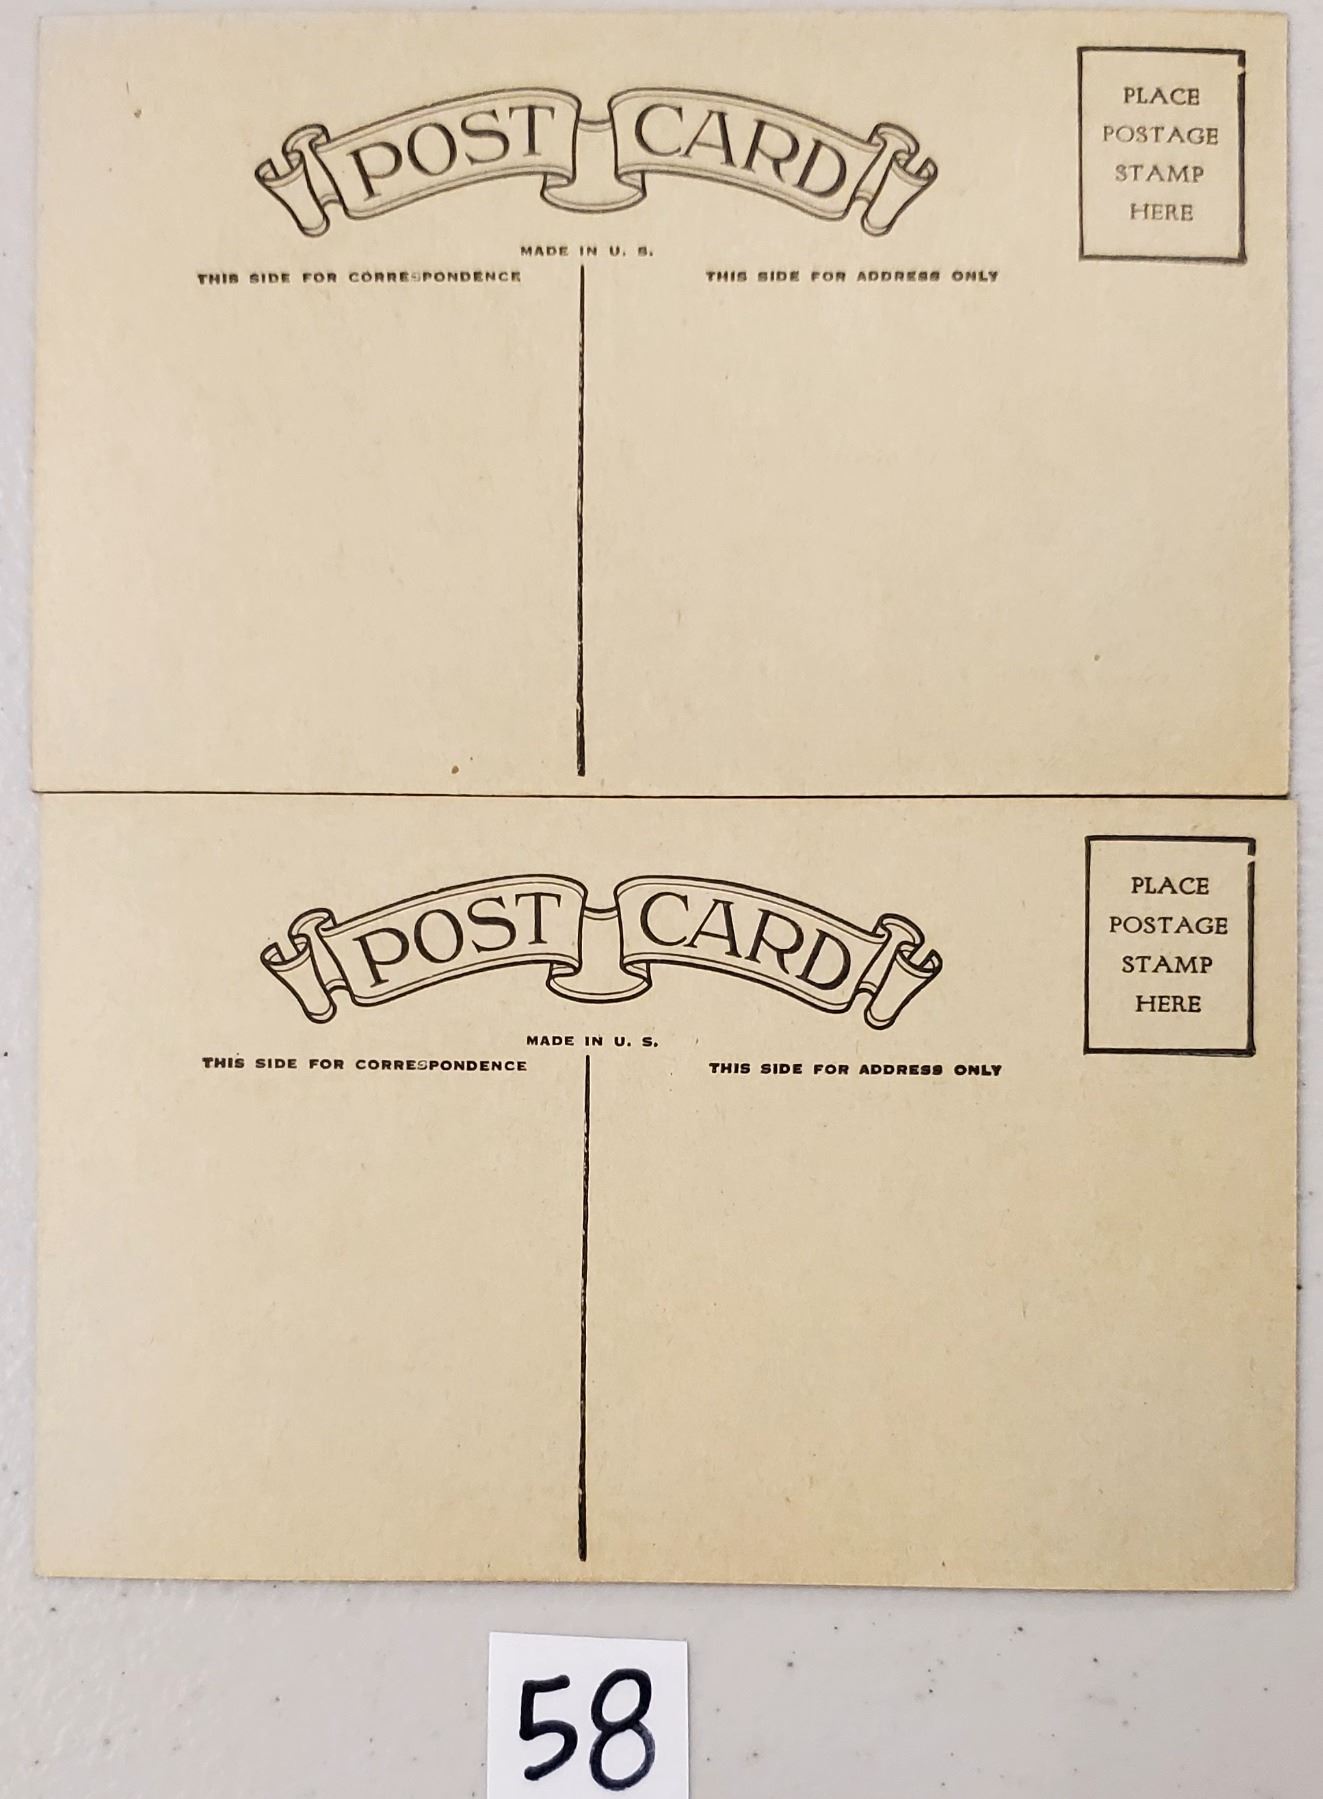 POST CARD
PLACE
POSTAGE
STAMP
HERE
MADE IN U. S.
THIS SIDE FOR CORRESPONDENCE
THIS SIDE FOR ADDRESS ONLY
POST CARD
PLACE
POSTAGE
STAMP
HERE
MADE IN U. S.
THIS SIDE FOR CORRESPONDENCE
THIS SIDE FOR ADDRESS ONLY
58